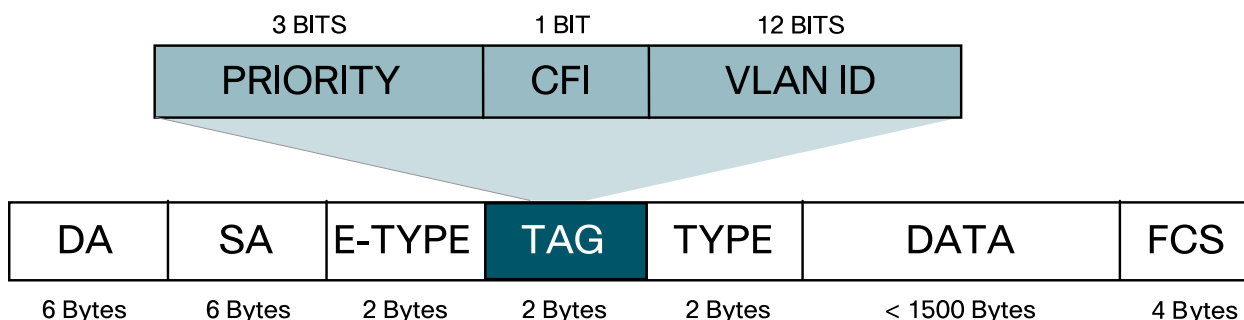 3 BITS 1 BIT 12 BITS
PRIORITY CFI VLAN ID
DA SA E-TYPE TAG TYPE DATA FCS
6 Bytes 6 Bytes 2 Bytes 2 Bytes 2 Bytes < 1500 Bytes 4 Bytes